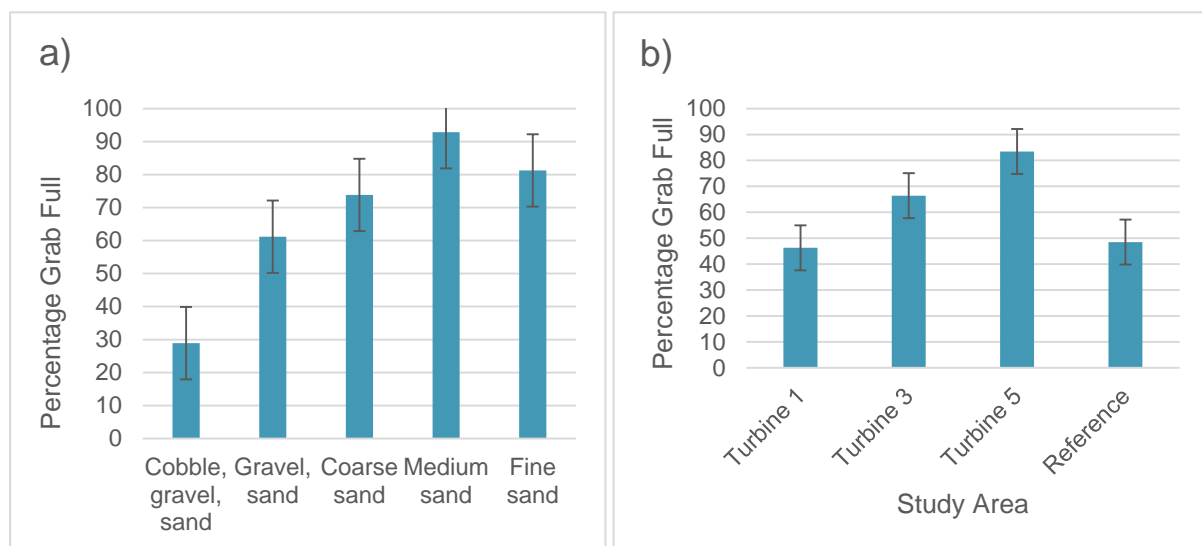 a)
Percentage Grab Full
100
90
80
70
60
50
40
30
20
10
0
Cobble, gravel, sand
Gravel, sand
Coarse sand
Medium sand
Fine sand
b)
Percentage Grab Full
100
90
80
70
60
50
40
30
20
10
0
Turbine 1
Turbine 3
Turbine 5
Reference
Study Area